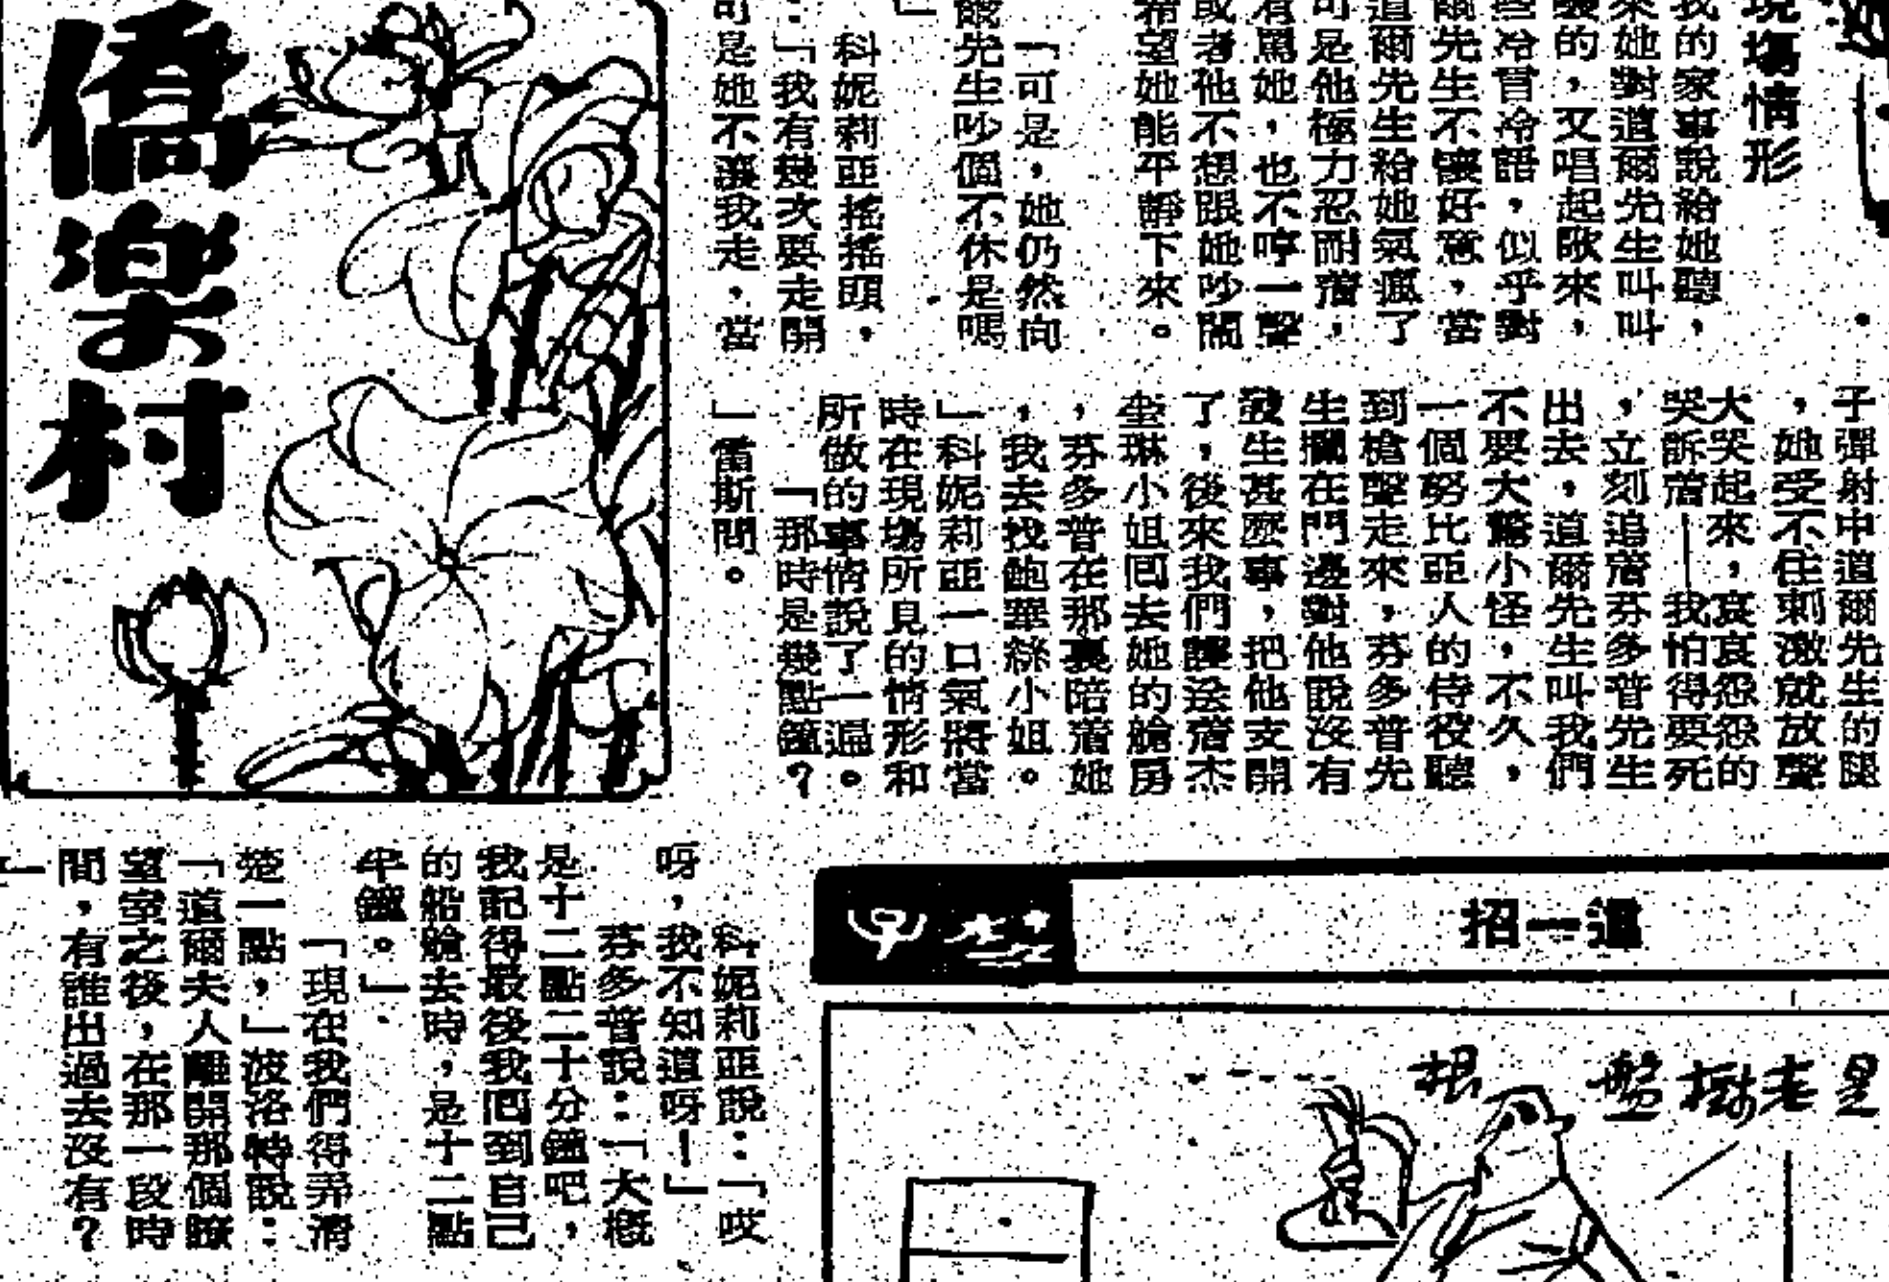 現場情形
我的家事說給她聽，
來她對道爾先生叫叫
的，又唱起歌來，
些冷言冷語，似乎對
爾先生不懷好意，當
道爾先生給她氣瘋了
可是他極力忍耐着，
有罵她，也不哼一聲
或者他不想跟她吵鬧
希望她能平靜下來。
「可是，她仍然向
先生吵個不休是嗎
」
科妮莉亞搖搖頭，
：「我有幾次要走開
可是她不讓我走，當
子彈射中道爾先生的腿
，她受不住刺激就放聲
大哭起來，哀哀怨怨的
哭訴着——我怕得要死
，立刻追着芬多普先生
出去，道爾先生叫我們
不要大驚小怪，不久，
一個努比亞人的侍役聽
到槍聲走來，芬多普先
生攔在門邊對他說沒有
發生甚麼事，把他支開
了，後來我們護送着杰
奎琳小姐回去她的艙房
，芬多普在那裏陪着她
，我去找鮑華絲小姐。
」科妮莉亞一口氣將當
時在現場所見的情形和
所做的事情說了一遍。
「那時是幾點鐘？
」雷斯問。
科妮莉亞說：「哎
呀，我不知道呀！」
芬多普說：「大概
是十二點二十分鐘吧，
我記得最後我回到自己
的船艙去時，是十二點
半鐘。」
「現在我們得弄清
楚一點，」波洛特說：
「道爾夫人離開那個瞭
望室之後，在那一段時
間，有誰出過去沒有？
」
僑樂村
招一還
是老樹盤根